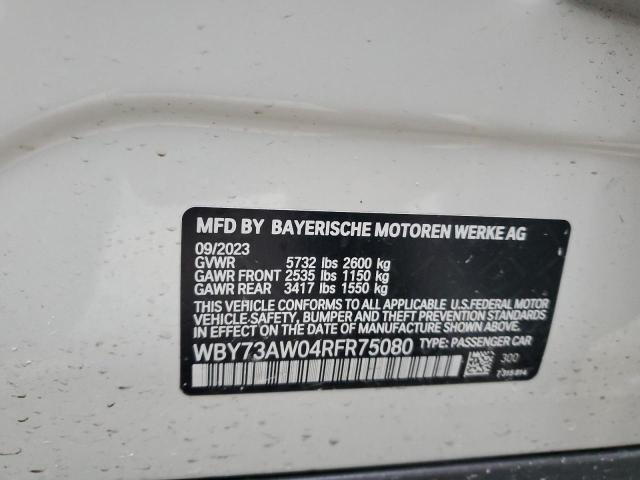 MFD BY BAYERISCHE MOTOREN WERKE AG
09/2023
GVWR 5732 lbs 2600 kg
GAWR FRONT 2535 lbs 1150 kg
GAWR REAR 3417 lbs 1550 kg
THIS VEHICLE CONFORMS TO ALL APPLICABLE U.S.FEDERAL MOTOR
VEHICLE-SAFETY, BUMPER AND THEFT PREVENTION STANDARDS
IN EFFECT ON THE DATE OF MANUFACTURE SHOWN ABOVE.
WBY73AW04RFR75080 TYPE: PASSENGER CAR
300